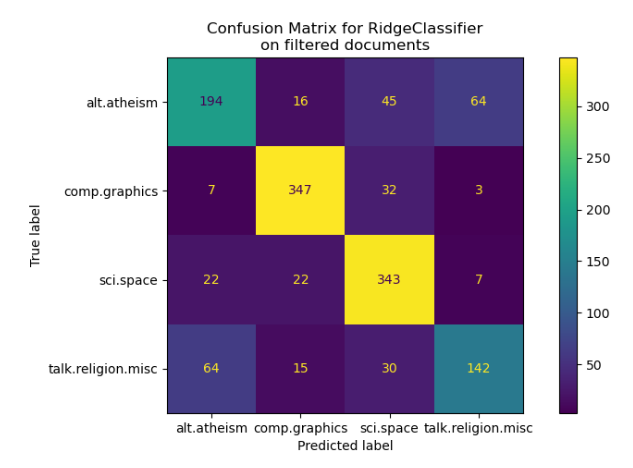 Confusion Matrix for RidgeClassifier
on filtered documents
alt.atheism 194 16 45 64
comp.graphics 7 347 32 3
sci.space 22 22 343 7
talk.religion.misc 64 15 30 142
alt.atheism comp.graphics sci.space talk.religion.misc
Predicted label
True label
300
250
200
150
100
50